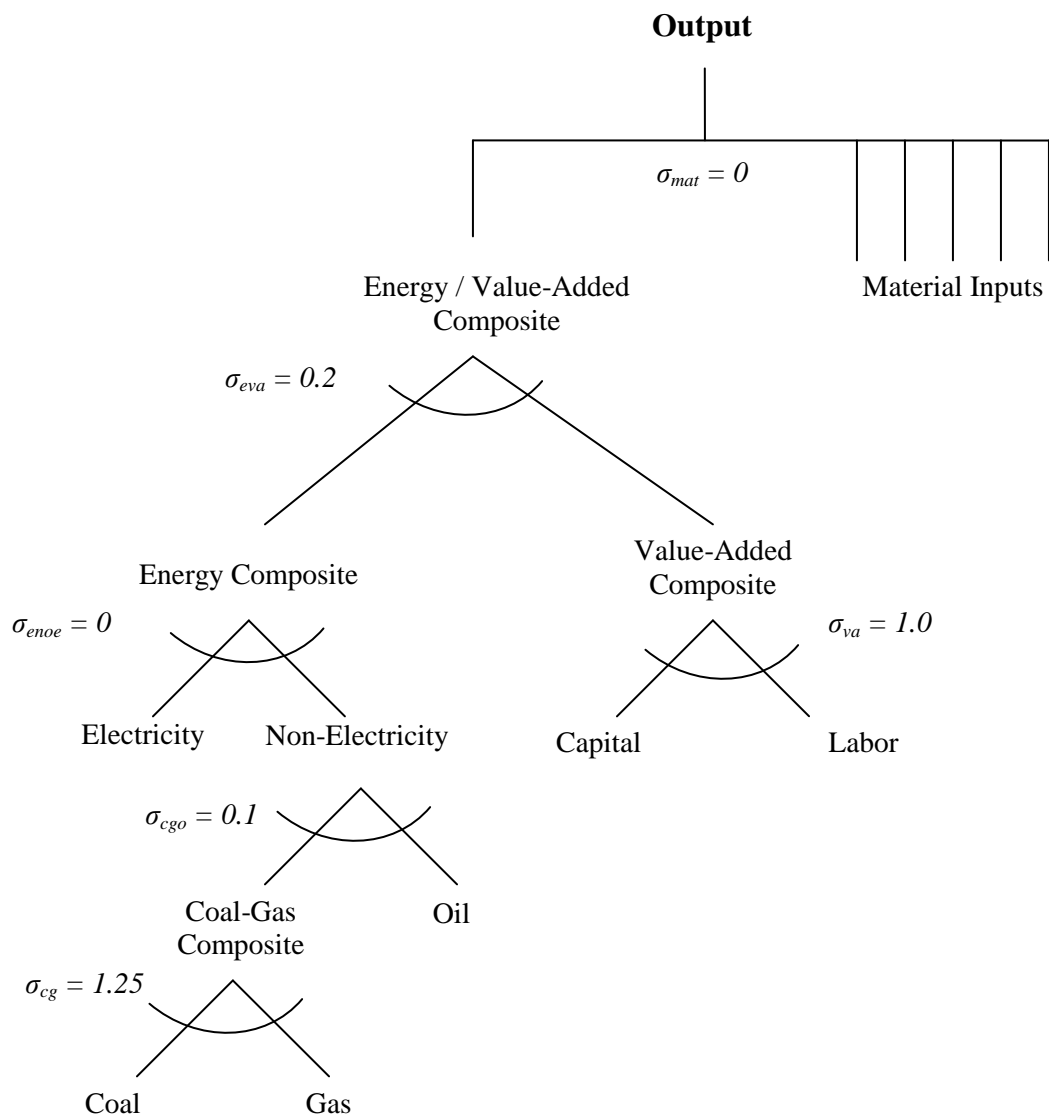 Output
σmat = 0
Energy / Value-Added
Composite
Material Inputs
σeva = 0.2
Energy Composite
Value-Added
Composite
σenoe = 0
σva = 1.0
Electricity
Non-Electricity
Capital
Labor
σcgo = 0.1
Coal-Gas
Composite
Oil
σcg = 1.25
Coal
Gas